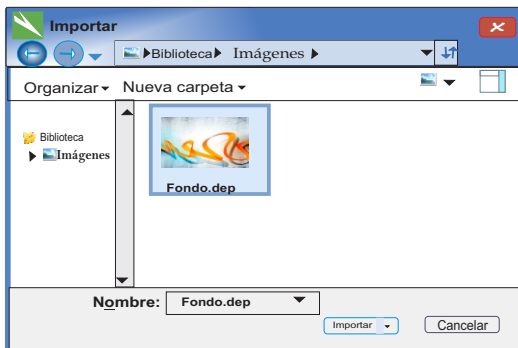 Importar
Biblioteca Imágenes
Organizar Nueva carpeta
Biblioteca
Imágenes
Fondo.dep
Nombre: Fondo.dep
Importar Cancelar